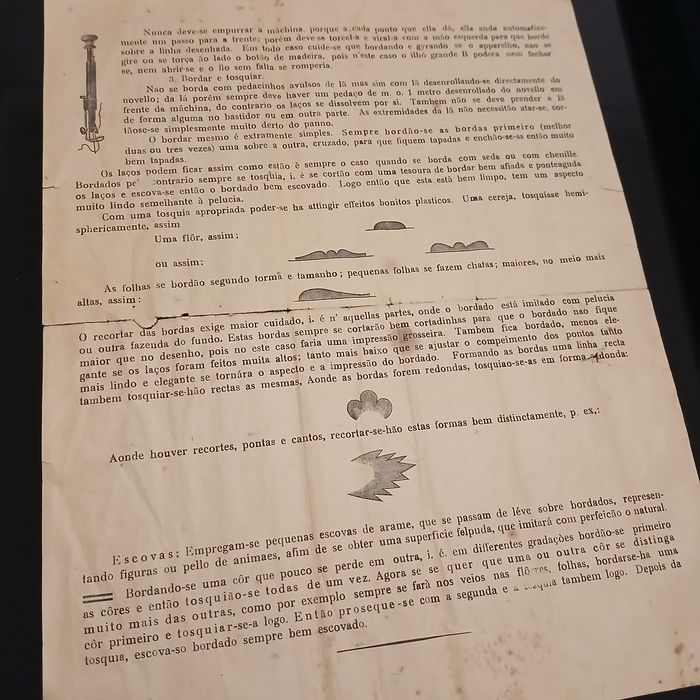 Nunca deve-se empurrar a máchina, porque a cada ponto que ella dá, ella anda automatica-
mente um passo para a frente; porém deve-se torcel-a e viral-a com a mão esquerda para que borde
sobre a linha desenhada. Em todo caso cuide-se que bordando e gyrando se o apparelho, nao se
gire ou se torça ão lado o botão de madeira, pois n'este caso o ilhó grande B podera nem fechar-
se, nem abrir-se e o fio sem falta se romperia.
3. Bordar e tosquiar.
Nao se borda com pedacinhos avulsos de lã mas sim com lã desenrollando-se directamente do
novello; da lã porém sempre deve haver um pedaço de m. o. 1 metro desenrolado do novello em
frente da máchina, do contrario os laços se dissolvem por si. Tambem não se deve prender a lã
de forma alguma no bastidor ou em outra parte. As extremidades da lã não necessitão atar-se, cor-
tãose-se simplesmente muito derto do panno.
O bordar mesmo é extramente simples. Sempre bordão-se as bordas primeiro (melhor
duas ou tres vezes) uma sobre a outra, cruzado, para que fiquem tapadas e enchão-se-as então muito
bem tapadas.
Os laços podem ficar assim como estão è sempre o caso quando se borda com seda ou com chenille.
Bordados contrario sempre se tosquia, i. é se cortão com uma tesoura de bordar bem afiada e ponteaguda
os laços e escova-se então o bordado bem escovado. Logo então que esta està bem limpo, tem um aspecto
muito lindo semelhante à pelucia.
Com uma tosquia apropriada poder-se ha attingir effeitos bonitos plasticos. Uma cereja, tosquiase hemi-
sphericamente, assim
Uma flôr, assim;
ou assim:
As folhas se bordão segundo torma e tamanho; pequenas folhas se fazem chatas; maiores, no meio mais
altas, assim:
O recortar das bordas exige maior cuidado, i. é n' aquellas partes, onde o bordado està imitado com pelucia
ou outra fazenda do fundo. Estas bordas sempre se cortarão bem cortadinhas para que o bordado nao fique
maior que no desenho, pois no este caso faria uma impressão grosseira. Tambem fica bordado, menos ele-
gante se os laços foram feitos muita altos; tanto mais baixo que se ajustar o compeimento dos pontos tanto
mais lindo e elegante se tornára o aspecto e a impressão do bordado. Formando as bordas uma linha recta
tambem tosquiar-se-hão rectas as mesmas, Aonde as bordas forem redondas, tosquiao-se-as em forma redonda:
Aonde houver recortes, pontas e cantos, recortar-se-hão estas formas bem distinctamente, p. ex,:
Escovas: Empregam-se pequenas escovas de arame, que se passam de léve sobre bordados, represen-
tando figuras ou pello de animaes, afim de se obter uma superficie felpuda, que imitará com perfeicão o natural.
Bordando-se uma côr que pouco se perde em outra, i. é. em differentes gradações bordão-se primeiro
as côres e então tosquião-se todas de um vez. Agora se se quer que uma ou outra côr se distinga
muito mais das outras, como por exemplo sempre se farà nos veios nas flôres, folhas, bordarse-ha uma
côr primeiro e tosquiar-se-a logo. Então proseque-se com a segunda e a tosquia tambem logo. Depois da
tosquia, escova-so bordado sempre bem escovado.